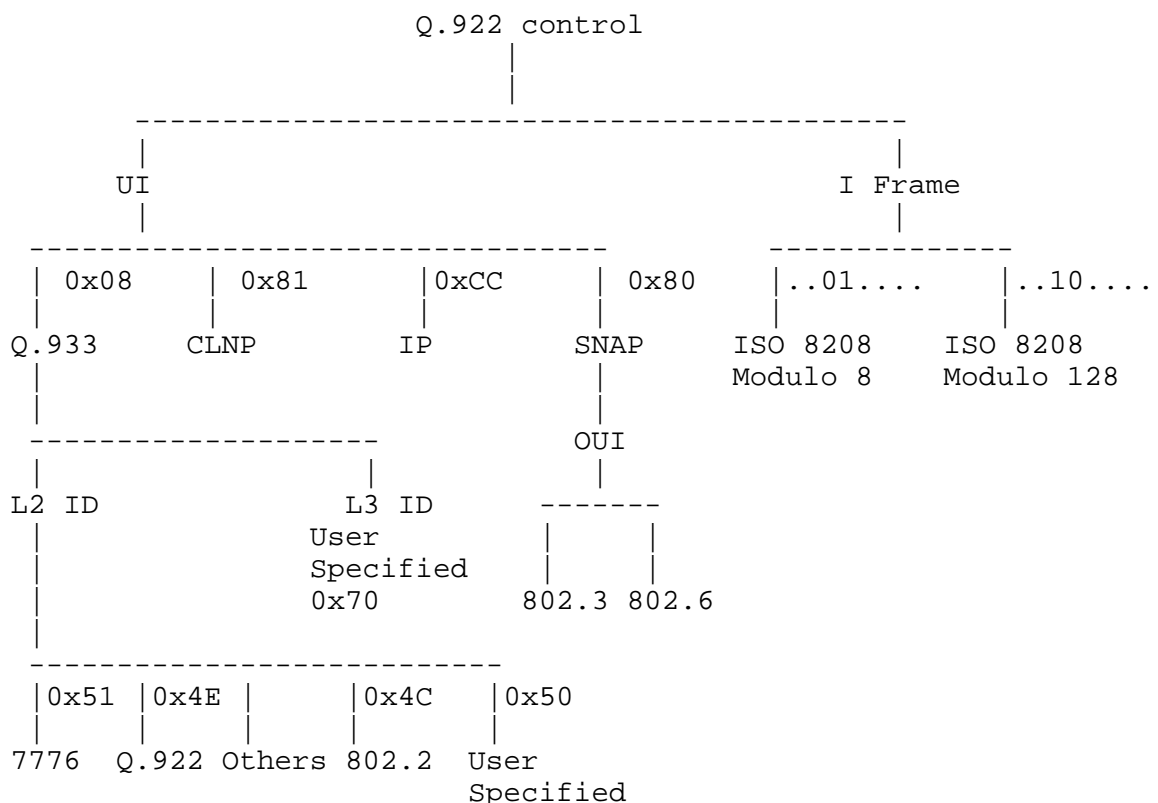 Q.922 control
UI I Frame
0x08 0x81 0xCC 0x80 ..01.... ..10....
Q.933 CLNP IP SNAP ISO 8208 ISO 8208
Modulo 8 Modulo 128
OUI
L2 ID L3 ID
User
Specified
0x70 802.3 802.6
0x51 0x4E 0x4C 0x50
7776 Q.922 Others 802.2 User
Specified